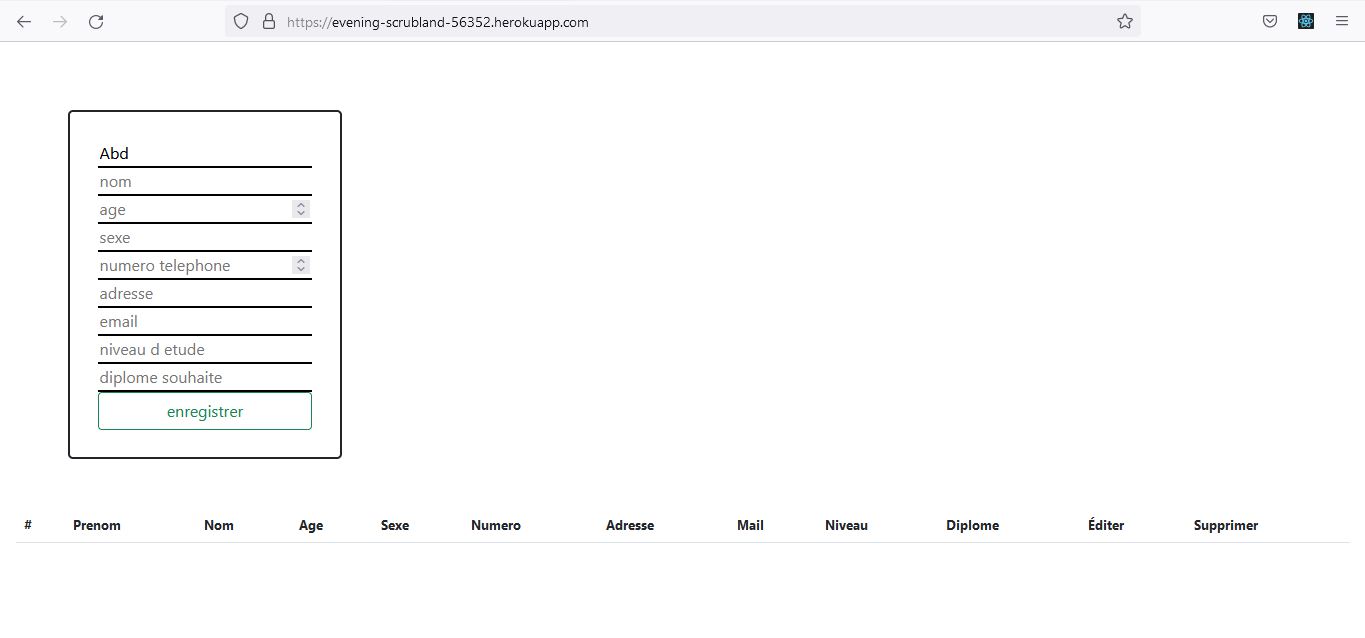 https://evening-scrubland-56352.herokuapp.com
Abd
nom
age
sexe
numero telephone
adresse
email
niveau d etude
diplome souhaite
enregistrer
# Prenom Nom Age Sexe Numero Adresse Mail Niveau Diplome Éditer Supprimer